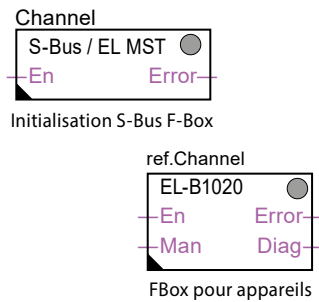 Channel
S-Bus / EL MST
En Error
Initialisation S-Bus F-Box
ref.Channel
EL-B1020
En Error
Man Diag
FBox pour appareils